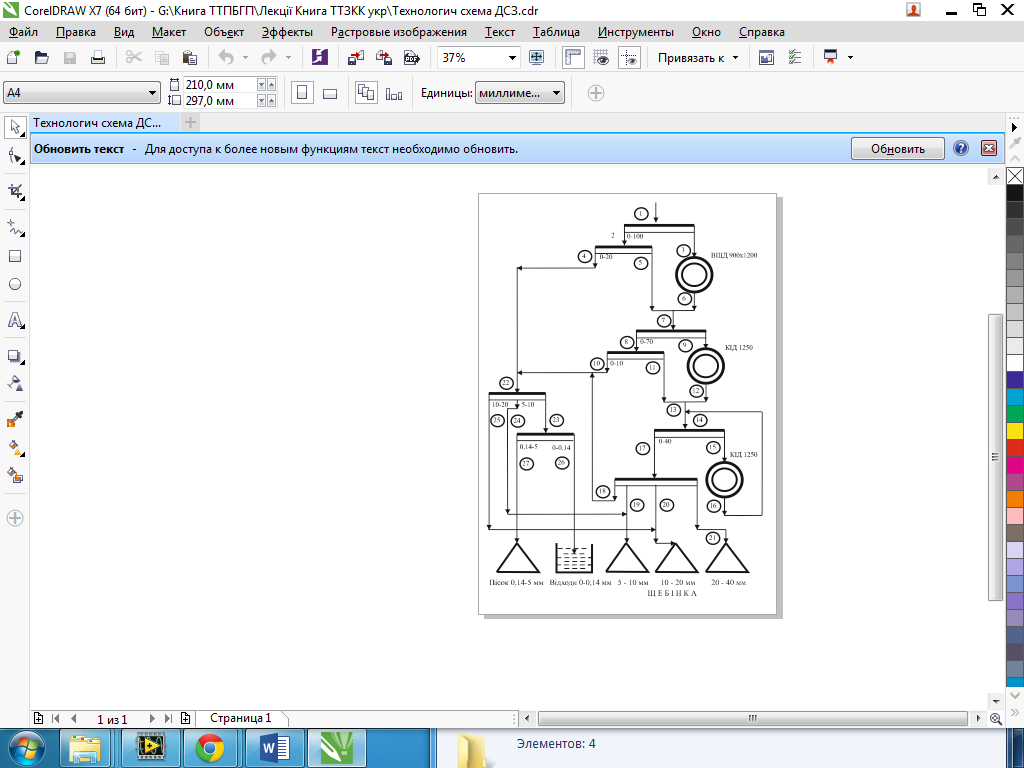 CorelDRAW X7 (64 бит) - G:\Книга ТТПБГП\Лекції Книга ТТЗКК укр\Технологич схема ДСЗ.cdr
Файл Правка Вид Макет Объект Эффекты Растровые изображения Текст Таблица Инструменты Окно Справка
PDF 37% Привязать к
A4 210,0 мм 297,0 мм Единицы: миллиме...
Технологич схема ДС...
Обновить текст - Для доступа к более новым функциям текст необходимо обновить. Обновить
1
2 0-100
3 ВЩД 900х1200
4 0-20 5
6
7
8 0-70 9 КІД 1250
10 0-10 11
12
22
13
10-20 5-10
14
25 24 23
0-40
17 15
0,14-5 0-0,14
КІД 1250
27 26
18 19 20 16
21
Пісок 0,14-5 мм Відходи 0-0,14 мм 5 - 10 мм 10 - 20 мм 20 - 40 мм
Щ Е Б І Н К А
1 из 1 Страница 1
Элементов: 4